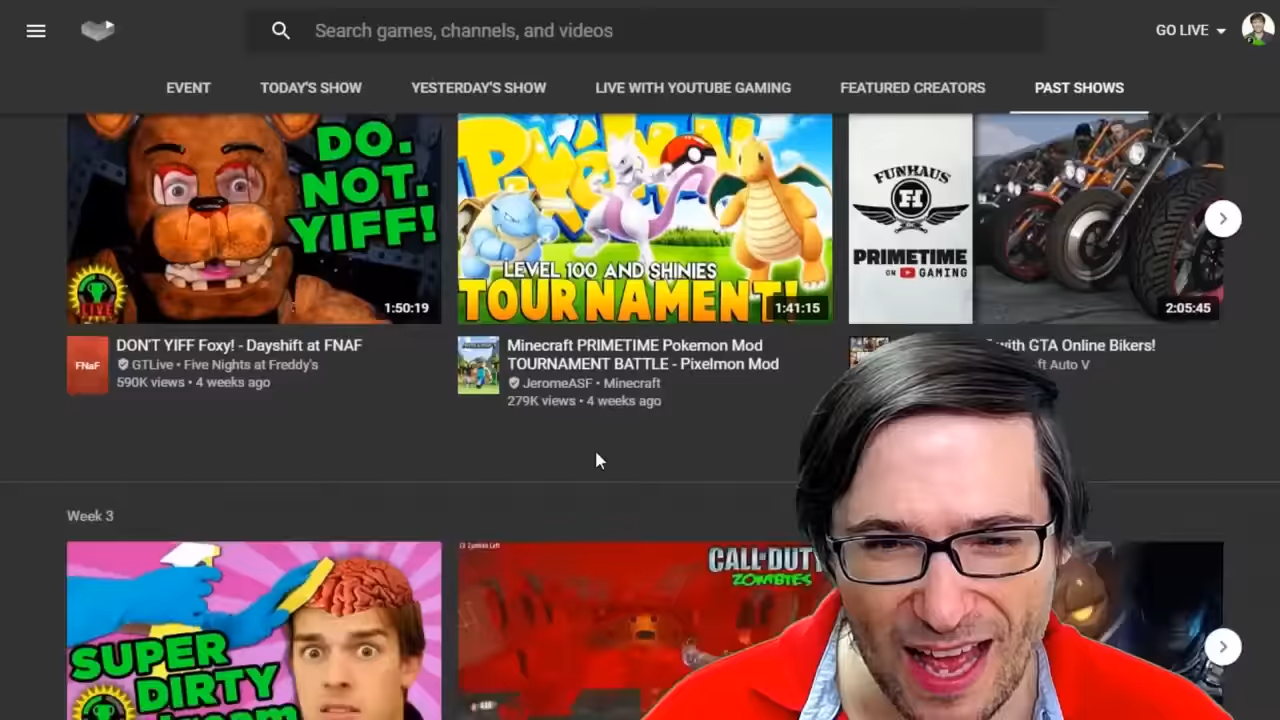 Search games, channels, and videos
GO LIVE
EVENT
TODAY'S SHOW
YESTERDAY'S SHOW
LIVE WITH YOUTUBE GAMING
FEATURED CREATORS
PAST SHOWS
DO.
NOT.
YIFF!
LIVE
1:50:19
LEVEL 100 AND SHINIES
TOURNAMENT!
1:41:15
FUNHAUS
H
PRIMETIME
ON GAMING
2:05:45
FNaF
DON'T YIFF Foxy! - Dayshift at FNAF
GTLive • Five Nights at Freddy's
590K views • 4 weeks ago
Minecraft PRIMETIME Pokemon Mod
TOURNAMENT BATTLE - Pixelmon Mod
JeromeASF • Minecraft
279K views • 4 weeks ago
with GTA Online Bikers!
ft Auto V
Week 3
SUPER
DIRTY
CALL OF DUTY
ZOMBIES